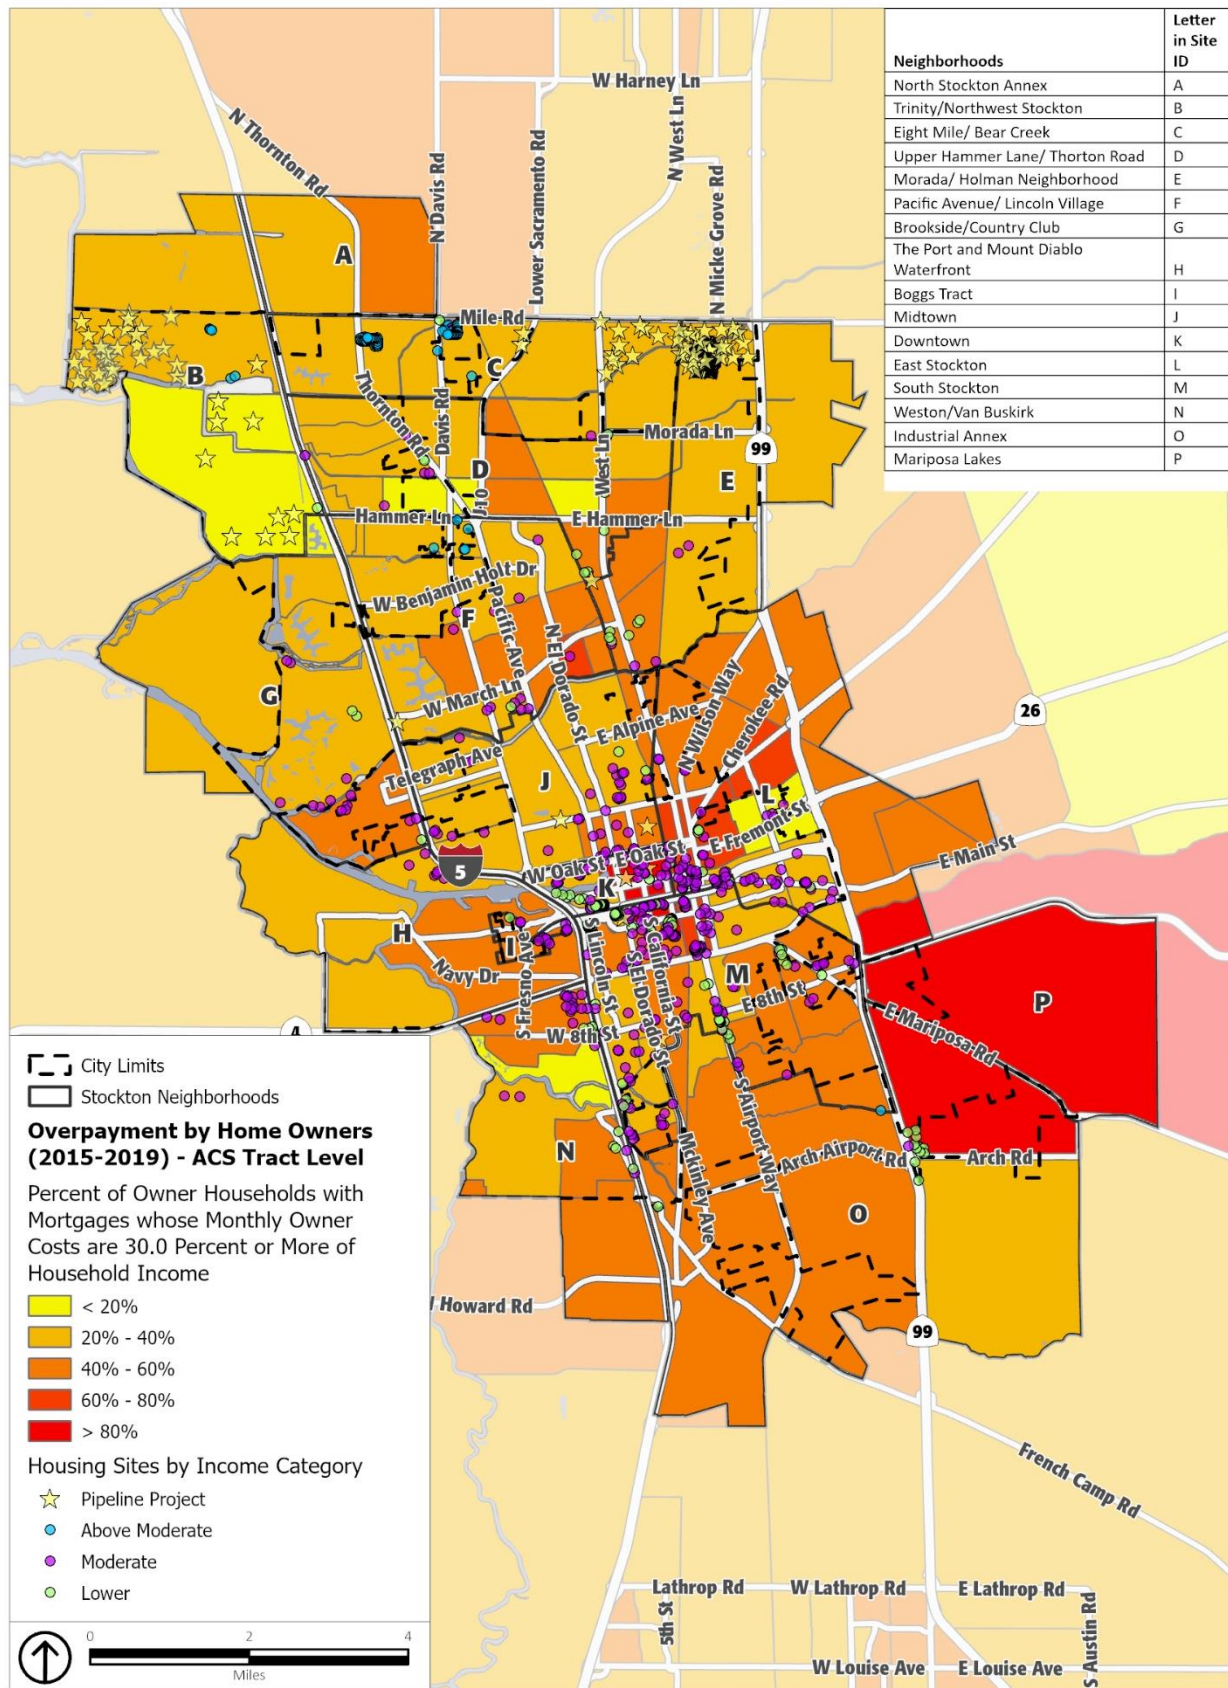 Neighborhoods Letter in Site ID
North Stockton Annex A
Trinity/Northwest Stockton B
Eight Mile/ Bear Creek C
Upper Hammer Lane/ Thorton Road D
Morada/ Holman Neighborhood E
Pacific Avenue/ Lincoln Village F
Brookside/Country Club G
The Port and Mount Diablo
Waterfront H
Boggs Tract I
Midtown J
Downtown K
East Stockton L
South Stockton M
Weston/Van Buskirk N
Industrial Annex O
Mariposa Lakes P
W Harney Ln
N Thornton Rd
N Davis Rd
Lower Sacramento Rd
N West Ln
N Micke Grove Rd
A
Mile Rd
B
C
Thornton Rd
Davis Rd
West Ln
Morada Ln
99
D
J 10
E
Hammer Ln
E Hammer Ln
W Benjamin Holt Dr
F
Pacific Ave
N El Dorado St
G
W March Ln
N Wilson Way
Cherokee Rd
26
E Alpine Ave
Telegraph Ave
J
L
E Fremont St
5
W Oak St
E Oak St
E Main St
K
H
I
Navy Dr
S Fresno Ave
S Lincoln St
S El Dorado St
S California St
M
E 8th St
W 8th St
P
E Mariposa Rd
4
N
S Airport Way
Mckinley Ave
Arch Airport Rd
Arch Rd
O
Howard Rd
99
French Camp Rd
Lathrop Rd
W Lathrop Rd
E Lathrop Rd
5th St
S Austin Rd
W Louise Ave
E Louise Ave
City Limits
Stockton Neighborhoods
Overpayment by Home Owners
(2015-2019) - ACS Tract Level
Percent of Owner Households with
Mortgages whose Monthly Owner
Costs are 30.0 Percent or More of
Household Income
< 20%
20% - 40%
40% - 60%
60% - 80%
> 80%
Housing Sites by Income Category
Pipeline Project
Above Moderate
Moderate
Lower
0 2 4
Miles